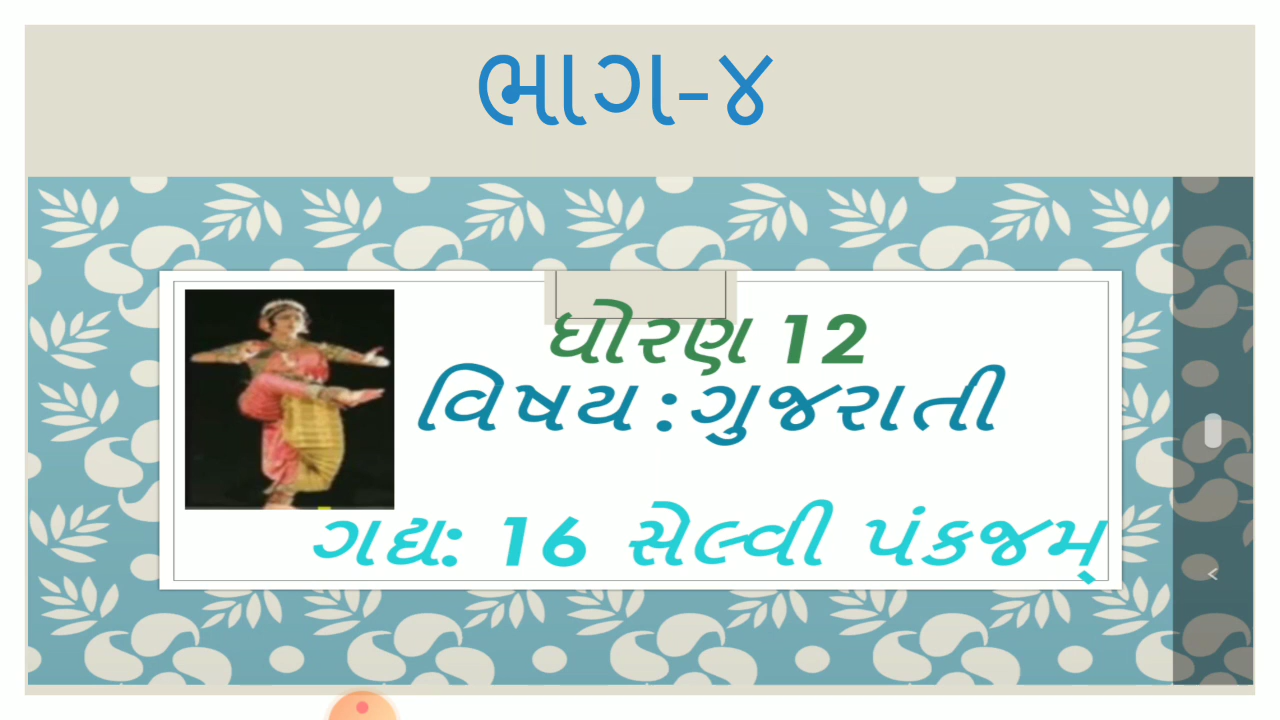 ભાગ-૪
ધોરણ 12
વિષય : ગુજરાતી
ગદ્ય: 16 સેલ્વી પંકજમ્